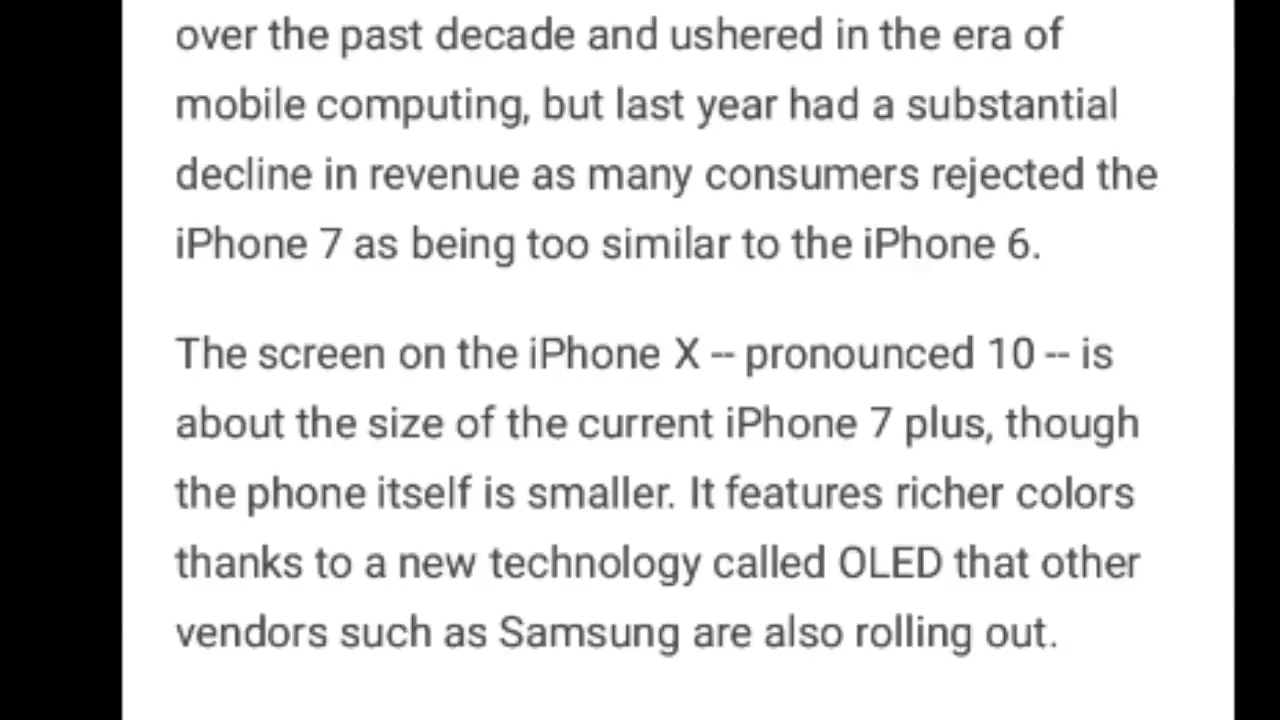 over the past decade and ushered in the era of
mobile computing, but last year had a substantial
decline in revenue as many consumers rejected the
iPhone 7 as being too similar to the iPhone 6.
The screen on the iPhone X -- pronounced 10 -- is
about the size of the current iPhone 7 plus, though
the phone itself is smaller. It features richer colors
thanks to a new technology called OLED that other
vendors such as Samsung are also rolling out.